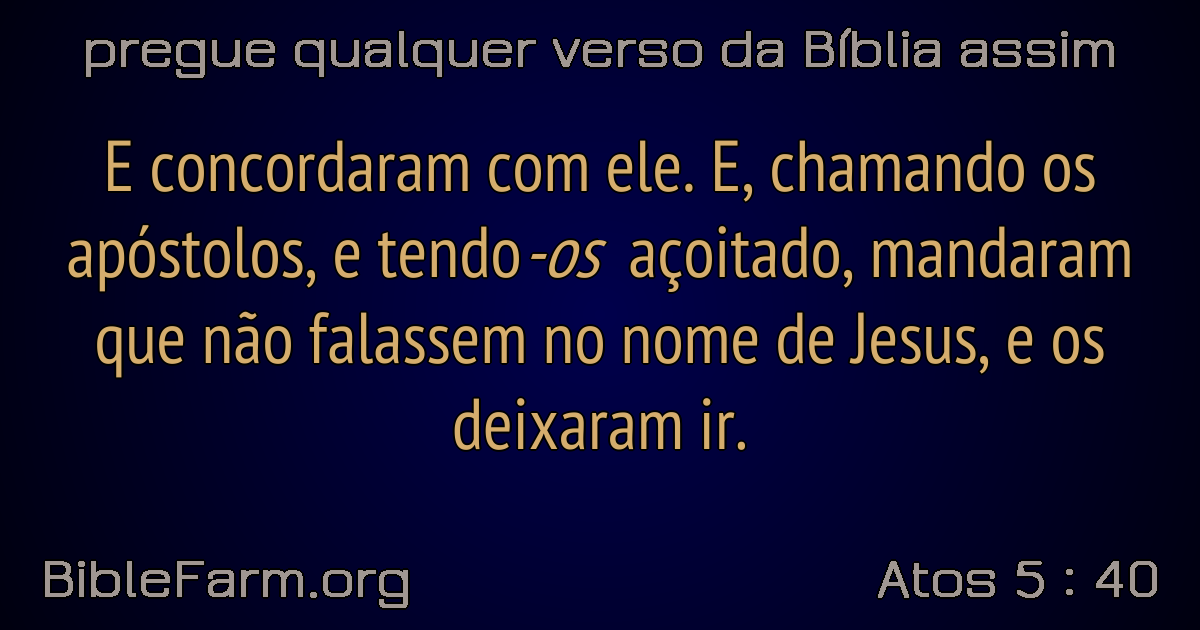 pregue qualquer verso da Bíblia assim
E concordaram com ele. E, chamando os
apóstolos, e tendo-os açoitado, mandaram
que não falassem no nome de Jesus, e os
deixaram ir.
BibleFarm.org
Atos 5 : 40